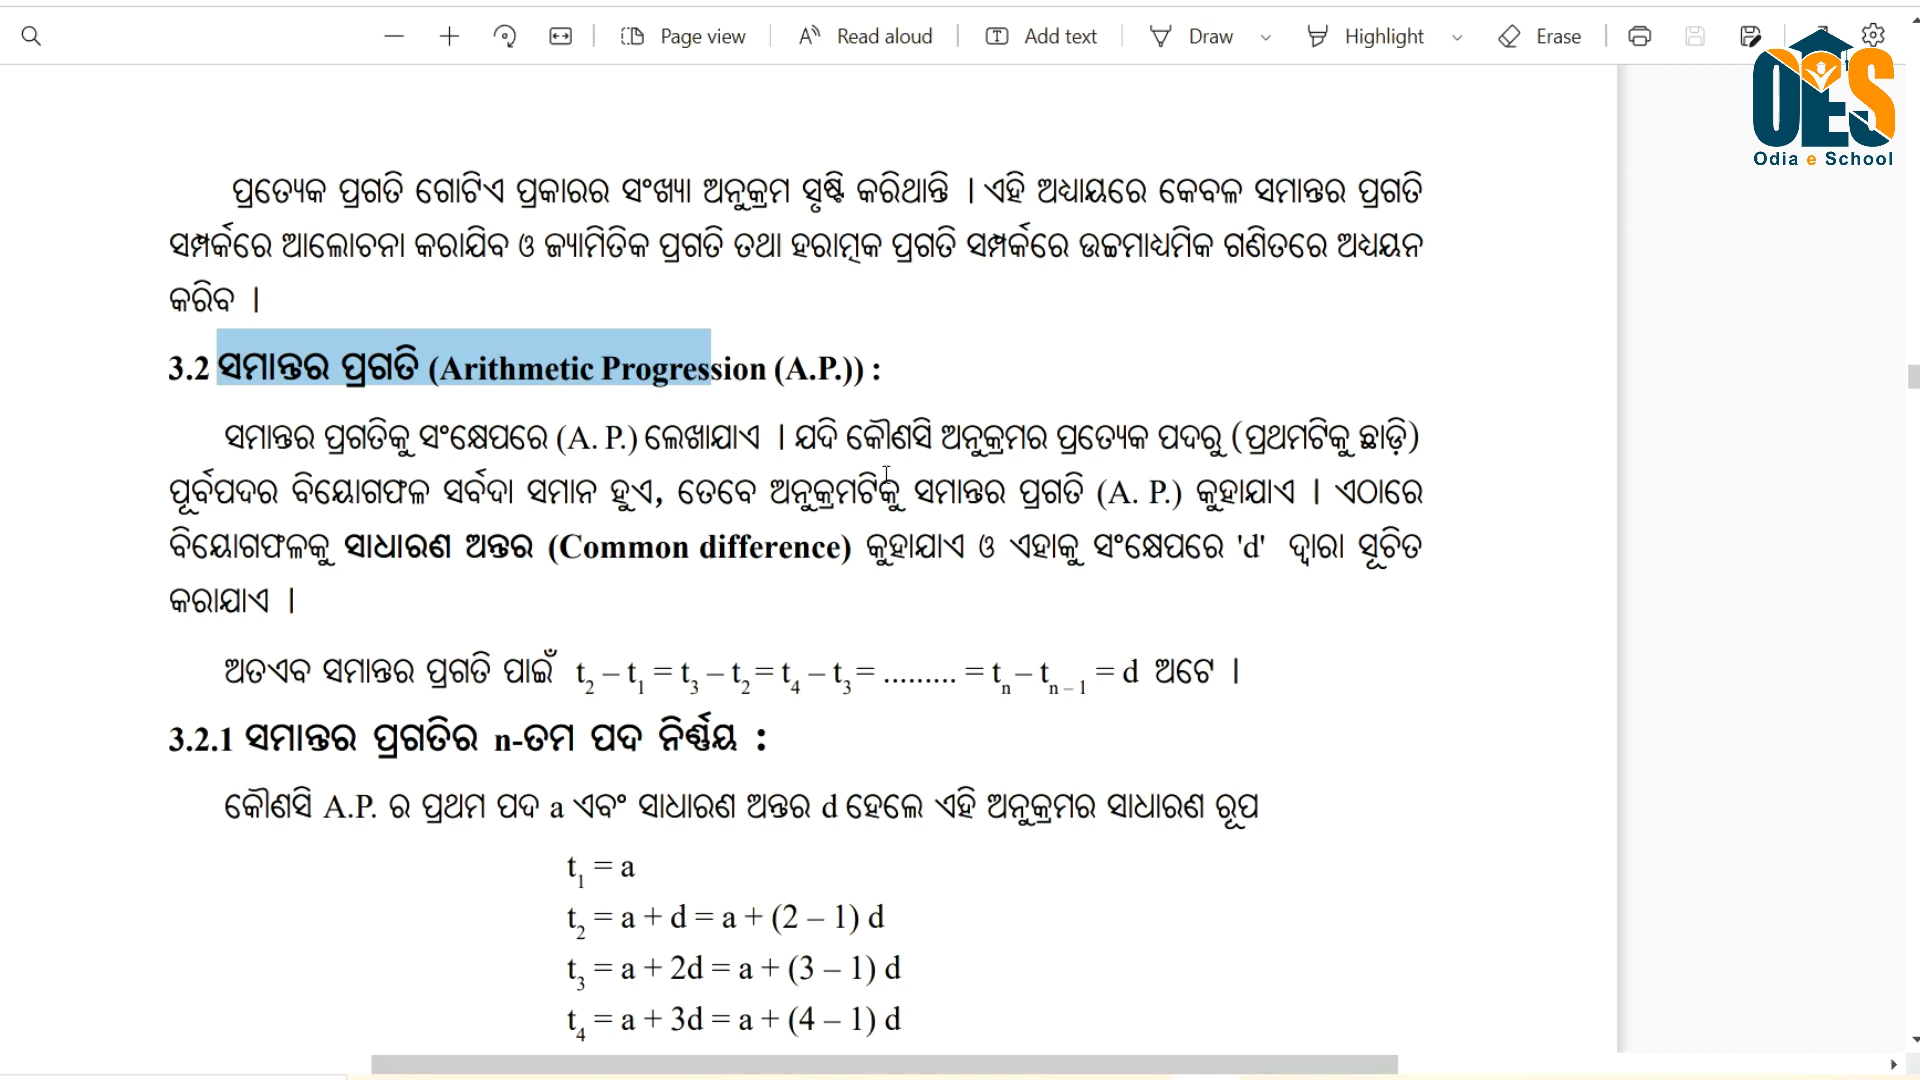 Page view Read aloud Add text Draw Highlight Erase
OES
Odia e School
ପ୍ରତ୍ୟେକ ପ୍ରଗତି ଗୋଟିଏ ପ୍ରକାରର ସଂଖ୍ୟା ଅନୁକ୍ରମ ସୃଷ୍ଟି କରିଥାନ୍ତି । ଏହି ଅଧ୍ୟାୟରେ କେବଳ ସମାନ୍ତର ପ୍ରଗତି
ସମ୍ପର୍କରେ ଆଲୋଚନା କରାଯିବ ଓ ଜ୍ୟାମିତିକ ପ୍ରଗତି ତଥା ହରାତ୍ମକ ପ୍ରଗତି ସମ୍ପର୍କରେ ଉଚ୍ଚମାଧ୍ୟମିକ ଗଣିତରେ ଅଧ୍ୟୟନ
କରିବ ।
3.2 ସମାନ୍ତର ପ୍ରଗତି (Arithmetic Progression (A.P.)) :
ସମାନ୍ତର ପ୍ରଗତିକୁ ସଂକ୍ଷେପରେ (A. P.) ଲେଖାଯାଏ । ଯଦି କୌଣସି ଅନୁକ୍ରମର ପ୍ରତ୍ୟେକ ପଦରୁ (ପ୍ରଥମଟିକୁ ଛାଡ଼ି)
ପୂର୍ବପଦର ବିୟୋଗଫଳ ସର୍ବଦା ସମାନ ହୁଏ, ତେବେ ଅନୁକ୍ରମଟିକୁ ସମାନ୍ତର ପ୍ରଗତି (A. P.) କୁହାଯାଏ । ଏଠାରେ
ବିୟୋଗଫଳକୁ ସାଧାରଣ ଅନ୍ତର (Common difference) କୁହାଯାଏ ଓ ଏହାକୁ ସଂକ୍ଷେପରେ 'd' ଦ୍ୱାରା ସୂଚିତ
କରାଯାଏ ।
ଅତଏବ ସମାନ୍ତର ପ୍ରଗତି ପାଇଁ t₂ – t₁ = t₃ – t₂ = t₄ – t₃ = ......... = tₙ – tₙ₋₁ = d ଅଟେ ।
3.2.1 ସମାନ୍ତର ପ୍ରଗତିର n-ତମ ପଦ ନିର୍ଣ୍ଣୟ :
କୌଣସି A.P. ର ପ୍ରଥମ ପଦ a ଏବଂ ସାଧାରଣ ଅନ୍ତର d ହେଲେ ଏହି ଅନୁକ୍ରମର ସାଧାରଣ ରୂପ
t₁ = a
t₂ = a + d = a + (2 – 1) d
t₃ = a + 2d = a + (3 – 1) d
t₄ = a + 3d = a + (4 – 1) d